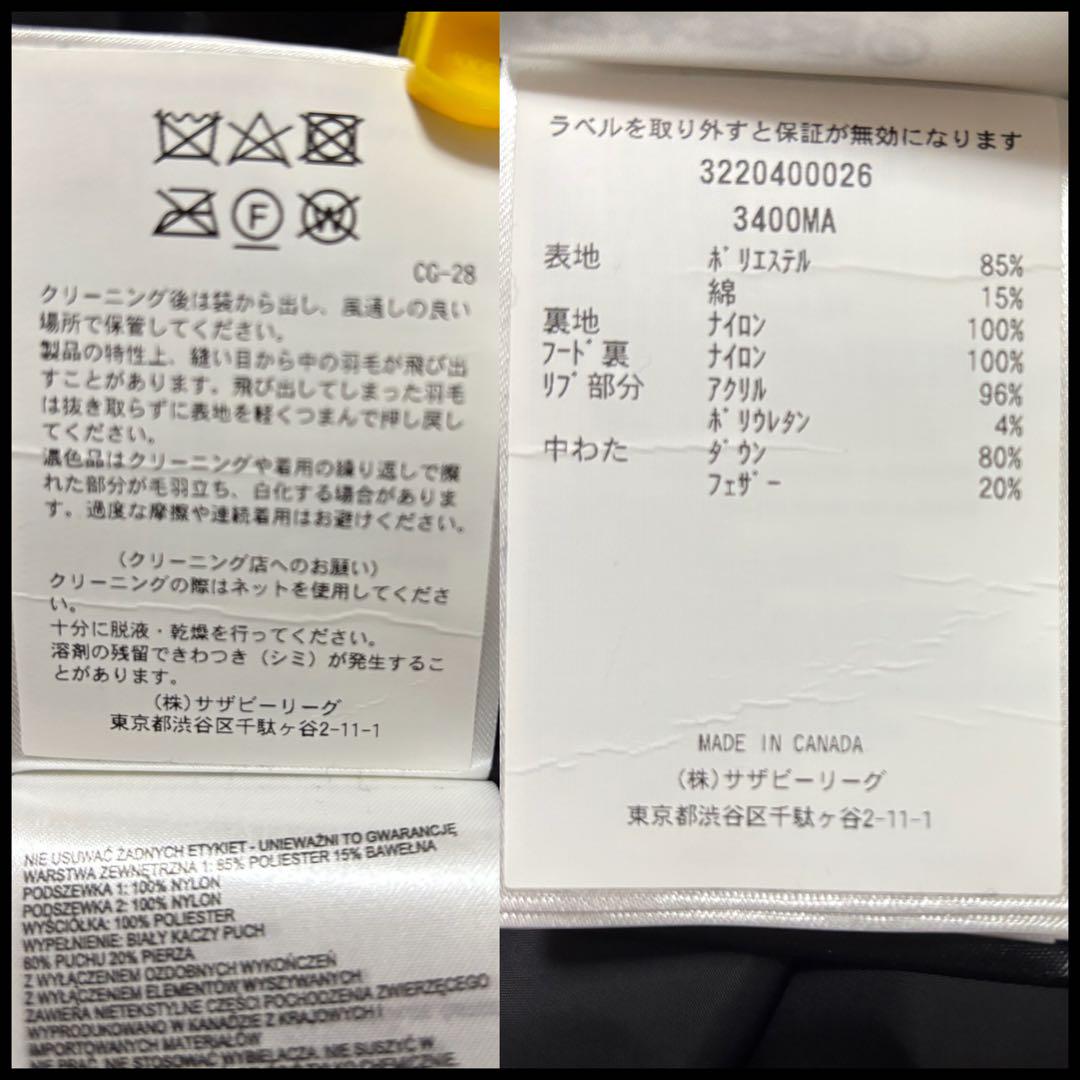 F
W
CG-28
クリーニング後は袋から出し、風通しの良い
場所で保管してください。
製品の特性上、縫い目から中の羽毛が飛び出
すことがあります。飛び出してしまった羽毛
は抜き取らずに表地を軽くつまんで押し戻し
てください。
濃色品はクリーニングや着用の繰り返しで擦
れた部分が毛羽立ち、白化する場合がありま
す。過度な摩擦や連続着用はお避けください。
(クリーニング店へのお願い)
クリーニングの際はネットを使用してくださ
い。
十分に脱液・乾燥を行ってください。
溶剤の残留できわつき(シミ)が発生するこ
とがあります。
(株)サザビーリーグ
東京都渋谷区千駄ヶ谷2-11-1
NIE USUWAĆ ŻADNYCH ETYKIET - UNIEWAŻNI TO GWARANCJĘ
WARSTWA ZEWNĘTRZNA 1: 85% POLIESTER 15% BAWEŁNA
PODSZEWKA 1: 100% NYLON
PODSZEWKA 2: 100% NYLON
WYŚCIÓŁKA: 100% POLIESTER
WYPEŁNIENIE: BIAŁY KACZY PUCH
80% PUCHU 20% PIERZA
Z WYŁĄCZENIEM OZDOBNYCH WYKOŃCZEŃ
Z WYŁĄCZENIEM ELEMENTÓW WYSZYWANYCH
ZAWIERA NIETEKSTYLNE CZĘŚCI POCHODZENIA ZWIERZĘCEGO
WYPRODUKOWANO W KANADZIE Z KRAJOWYCH I
IMPORTOWANYCH MATERIAŁÓW
NIE PRAĆ. NIE STOSOWAĆ WYBIELACZA. NIE SUSZYĆ W
ラベルを取り外すと保証が無効になります
3220400026
3400MA
表地 ポリエステル 85%
綿 15%
裏地 ナイロン 100%
フード裏 ナイロン 100%
リブ部分 アクリル 96%
ポリウレタン 4%
中わた ダウン 80%
フェザー 20%
MADE IN CANADA
(株)サザビーリーグ
東京都渋谷区千駄ヶ谷2-11-1